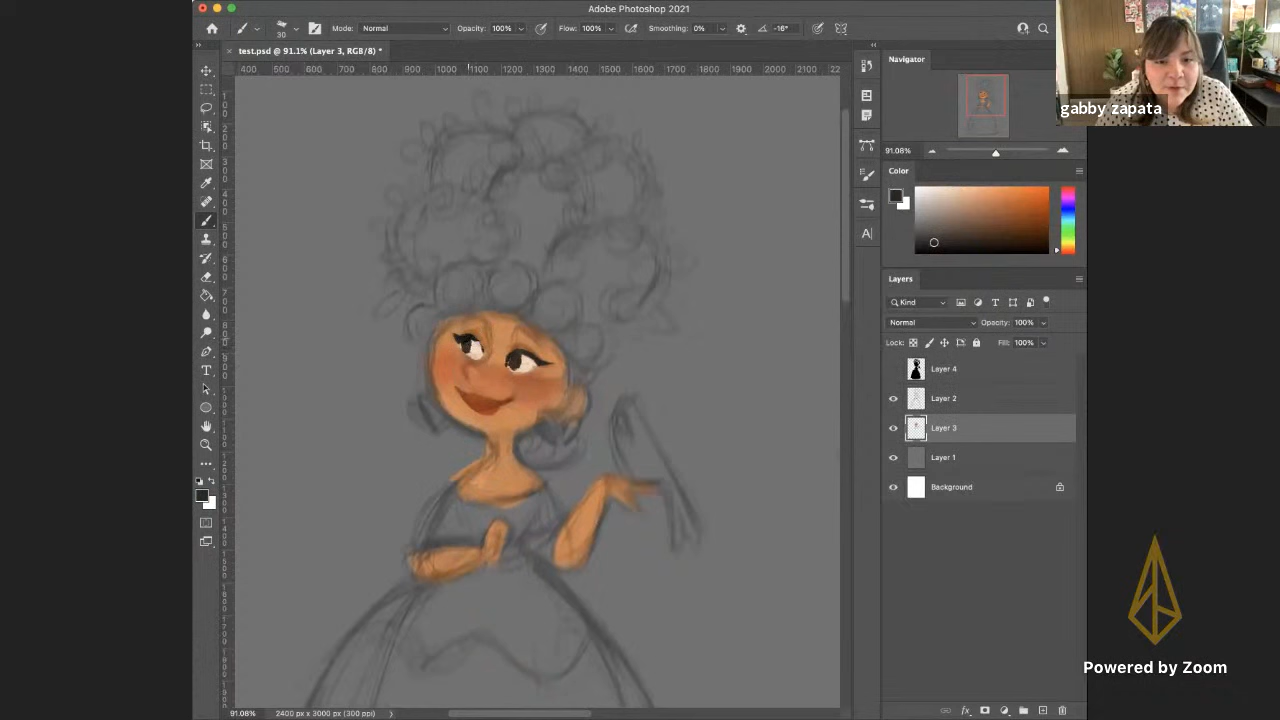 Adobe Photoshop 2021
30 Mode: Normal Opacity: 100% Flow: 100% Smoothing: 0% -16°
× test.psd @ 91.1% (Layer 3, RGB/8) *
400 500 600 700 800 900 1000 1100 1200 1300 1400 1500 1600 1700 1800 1900 2000 2100 22
Navigator
gabby zapata
91.08%
Color
Layers
Kind
Normal Opacity: 100%
Lock: Fill: 100%
Layer 4
Layer 2
Layer 3
Layer 1
Background
Powered by Zoom
91.08% 2400 px x 3000 px (300 ppi)